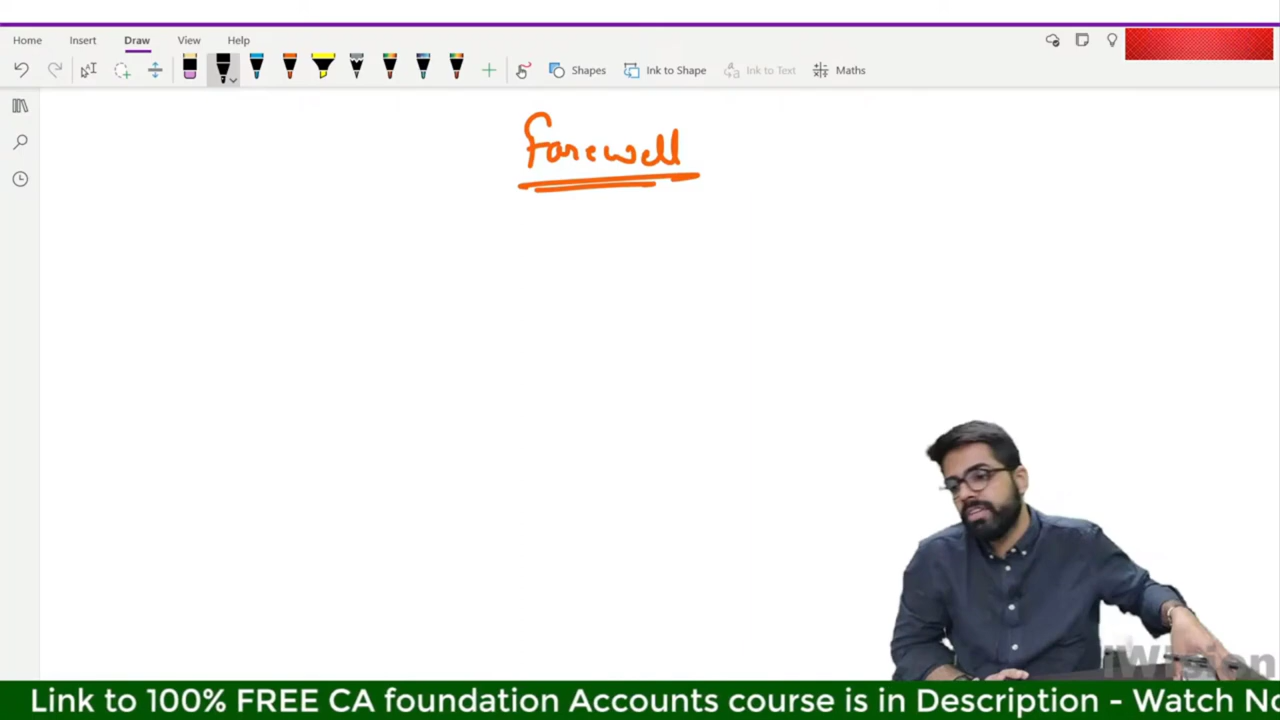 Home Insert Draw View Help
Shapes Ink to Shape Ink to Text Maths
Farewell
iWision
Link to 100% FREE CA foundation Accounts course is in Description - Watch No